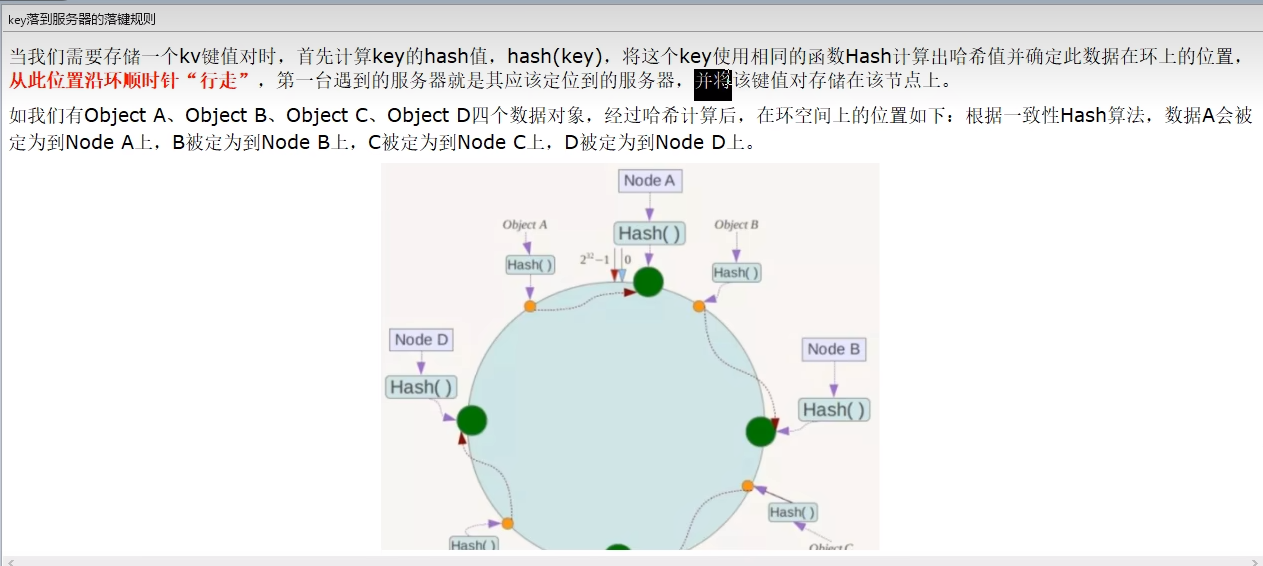 key落到服务器的落键规则
当我们需要存储一个kv键值对时，首先计算key的hash值，hash(key)，将这个key使用相同的函数Hash计算出哈希值并确定此数据在环上的位置，
从此位置沿环顺时针“行走”，第一台遇到的服务器就是其应该定位到的服务器，并将该键值对存储在该节点上。
如我们有Object A、Object B、Object C、Object D四个数据对象，经过哈希计算后，在环空间上的位置如下：根据一致性Hash算法，数据A会被
定为到Node A上，B被定为到Node B上，C被定为到Node C上，D被定为到Node D上。
Node A
Object A
Hash( )
Object B
Hash( )
2³²−1
0
Hash( )
Node D
Node B
Hash( )
Hash( )
Hash( )
Hash( )
Object C